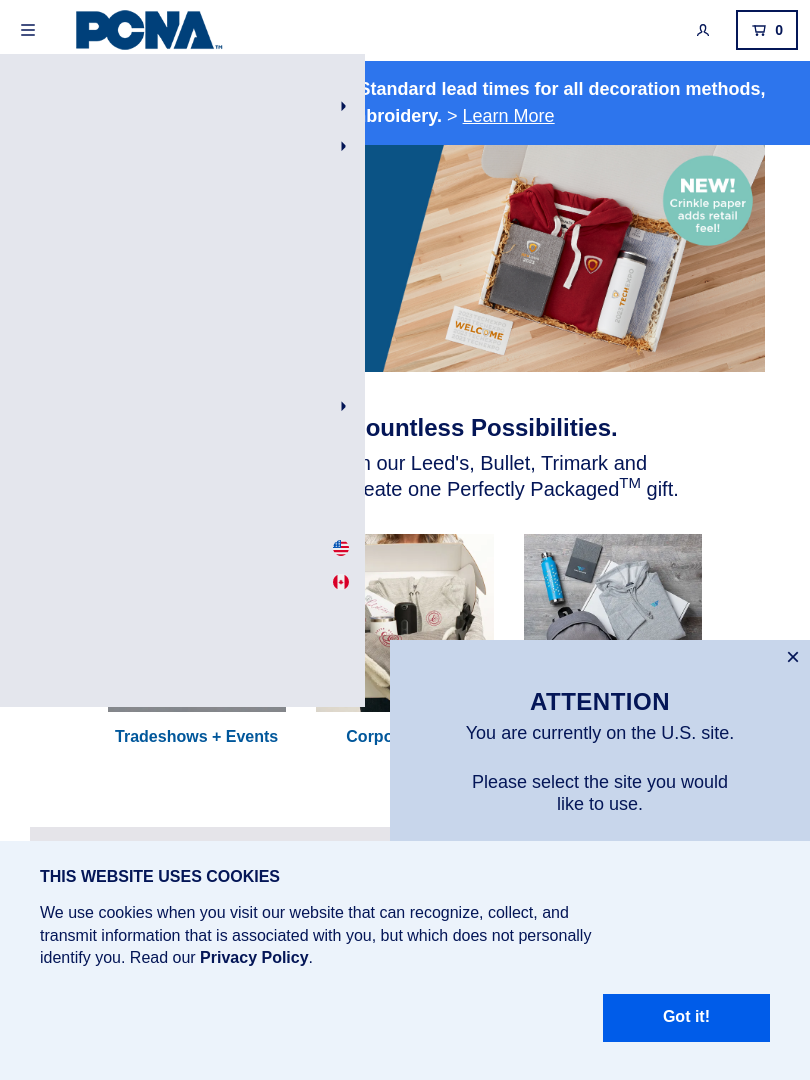 PCNA™
0
Standard lead times for all decoration methods,
broidery. > Learn More
NEW!
Crinkle paper
adds retail
feel!
WELCOME
ountless Possibilities.
n our Leed's, Bullet, Trimark and
eate one Perfectly Packaged™ gift.
Tradeshows + Events
Corpo
ATTENTION
You are currently on the U.S. site.
Please select the site you would
like to use.
THIS WEBSITE USES COOKIES
We use cookies when you visit our website that can recognize, collect, and
transmit information that is associated with you, but which does not personally
identify you. Read our Privacy Policy.
Got it!